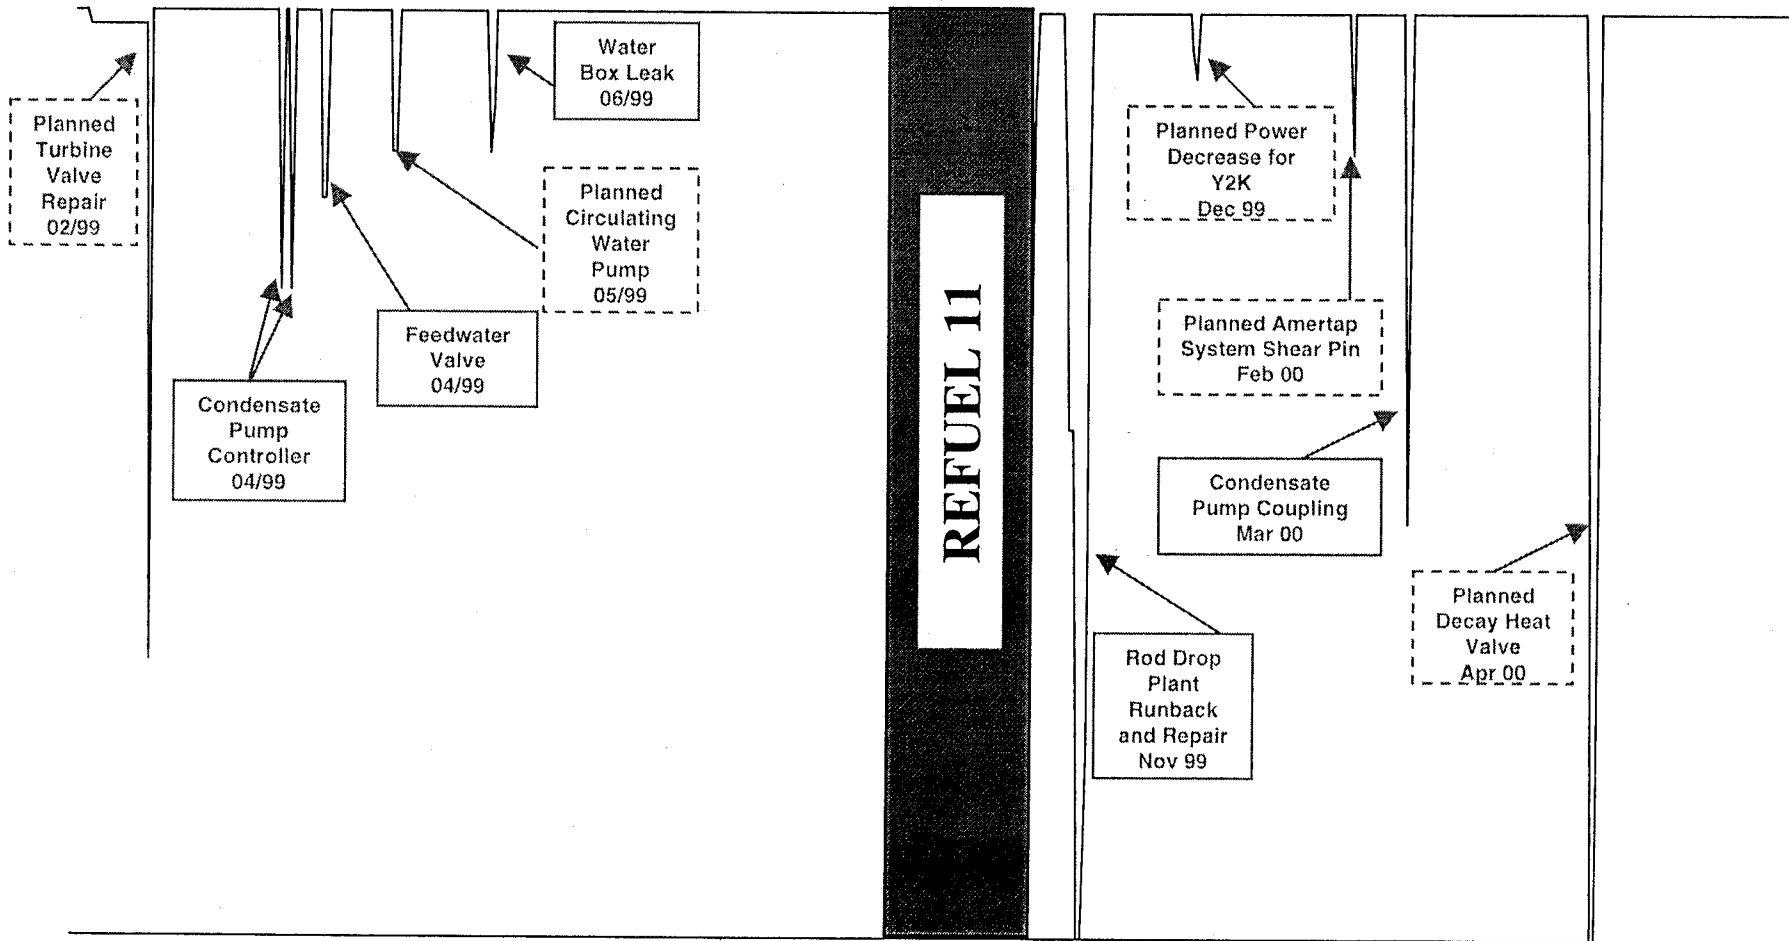 Planned
Turbine
Valve
Repair
02/99
Condensate
Pump
Controller
04/99
Feedwater
Valve
04/99
Planned
Circulating
Water
Pump
05/99
Water
Box Leak
06/99
REFUEL 11
Rod Drop
Plant
Runback
and Repair
Nov 99
Planned Power
Decrease for
Y2K
Dec 99
Planned Amertap
System Shear Pin
Feb 00
Condensate
Pump Coupling
Mar 00
Planned
Decay Heat
Valve
Apr 00